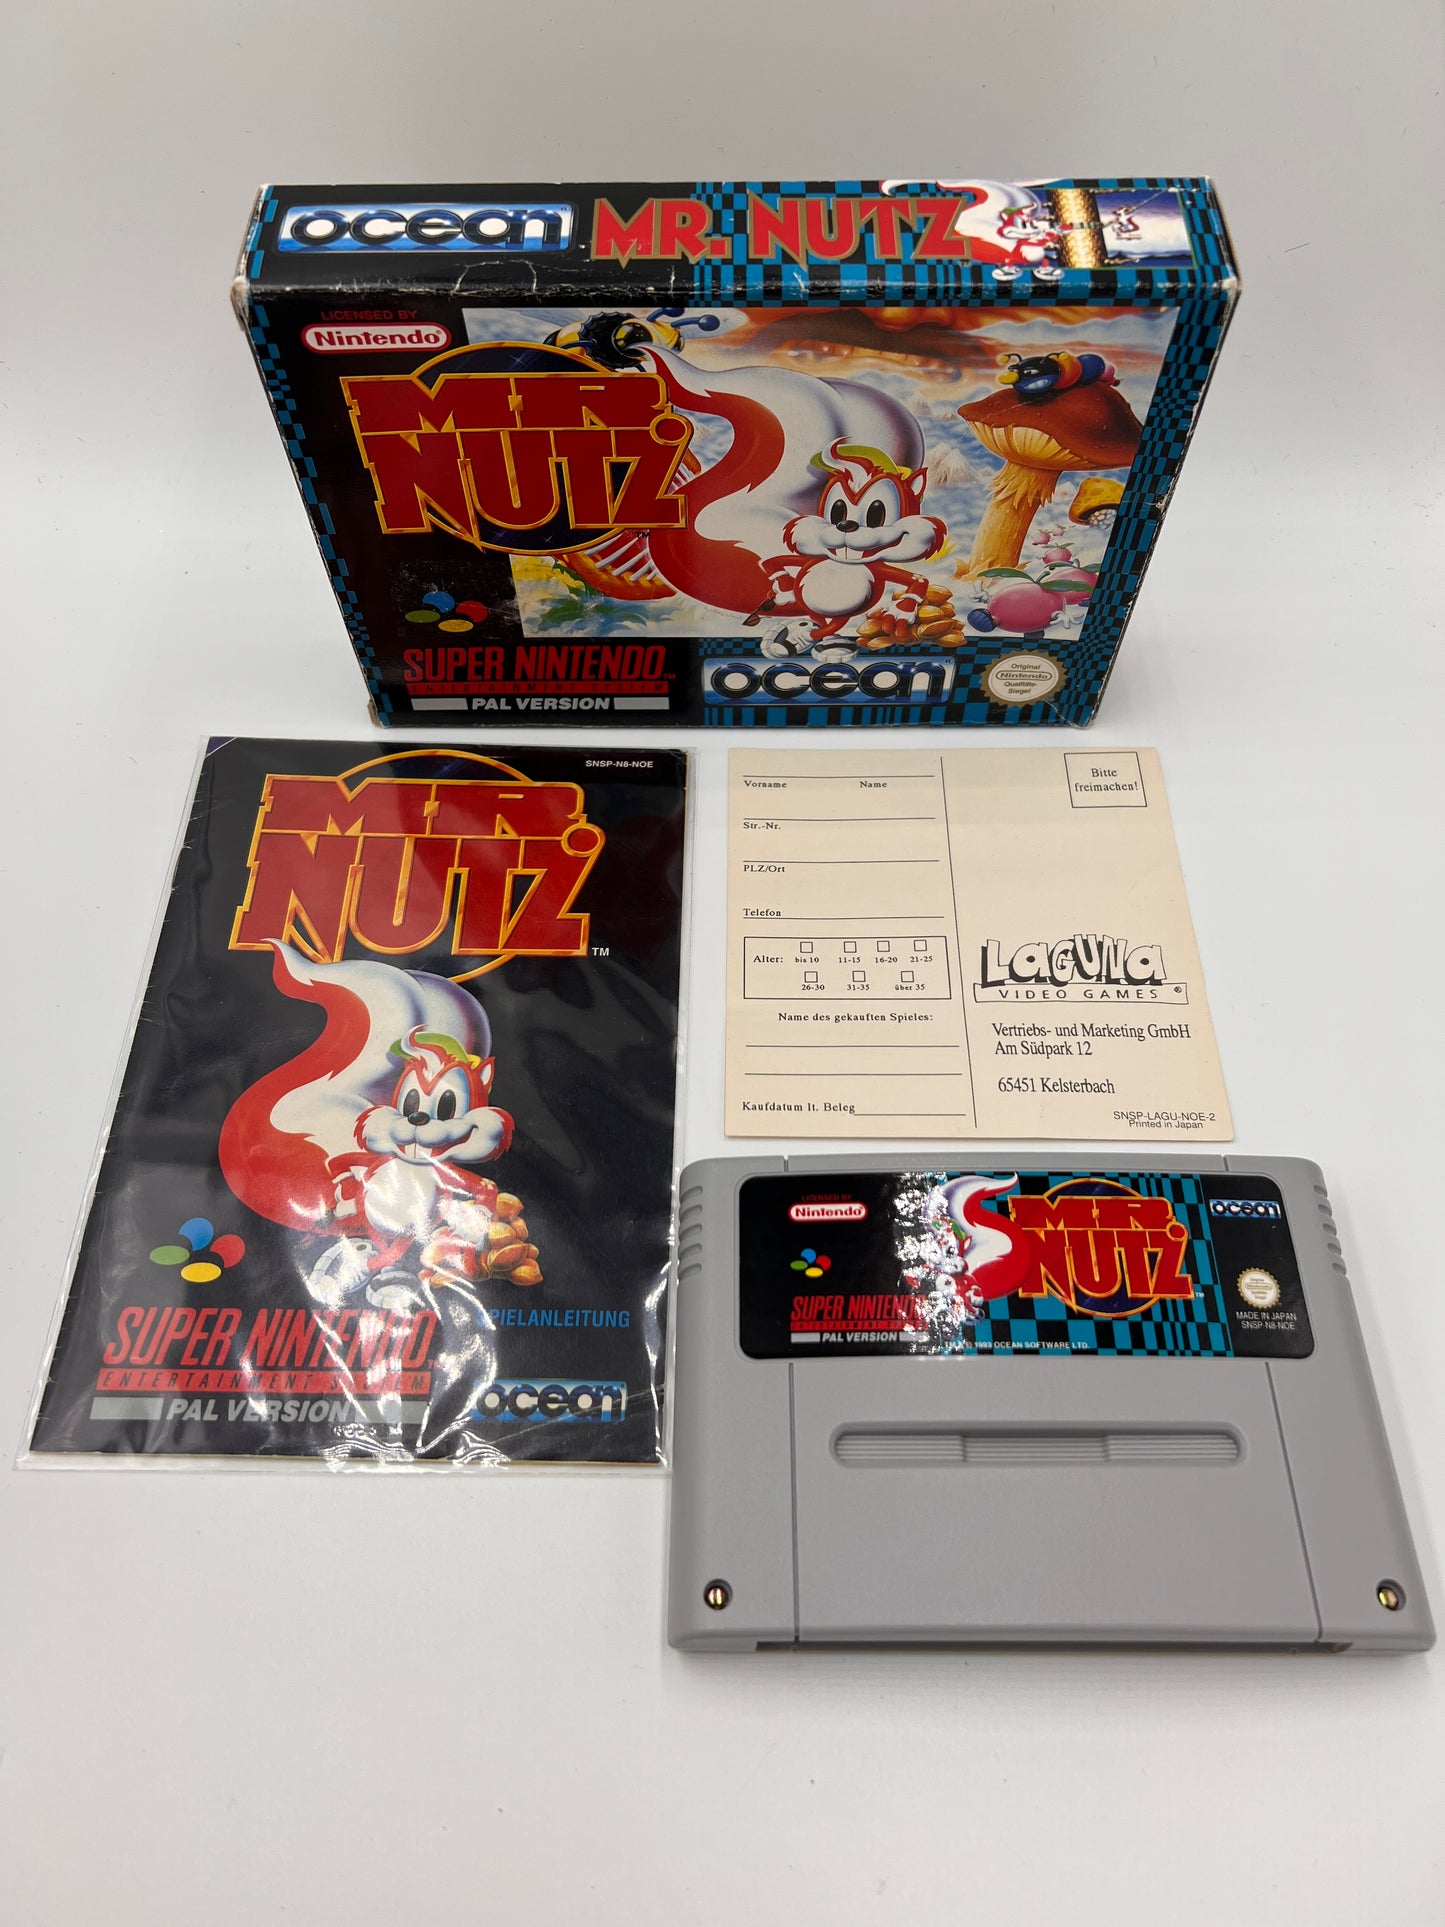 ocean MR. NUTZ
LICENSED BY
Nintendo
MR.
NUTZ
SUPER NINTENDO
ENTERTAINMENT SYSTEM
PAL VERSION
ocean
Original
Nintendo
Qualitäts-
Siegel
SNSP-N8-NOE
MR.
NUTZ
TM
SPIELANLEITUNG
SUPER NINTENDO
ENTERTAINMENT SYSTEM
PAL VERSION
ocean
Vorname Name
Str.-Nr.
PLZ/Ort
Telefon
Alter: bis 10 11-15 16-20 21-25
26-30 31-35 über 35
Name des gekauften Spieles:
Kaufdatum lt. Beleg
Bitte
freimachen!
LAGUNA
VIDEO GAMES ®
Vertriebs- und Marketing GmbH
Am Südpark 12
65451 Kelsterbach
SNSP-LAGU-NOE-2
Printed in Japan
LICENSED BY
Nintendo
MR.
NUTZ
ocean
SUPER NINTENDO
ENTERTAINMENT
PAL VERSION
© 1993 OCEAN SOFTWARE LTD.
MADE IN JAPAN
SNSP-N8-NOE